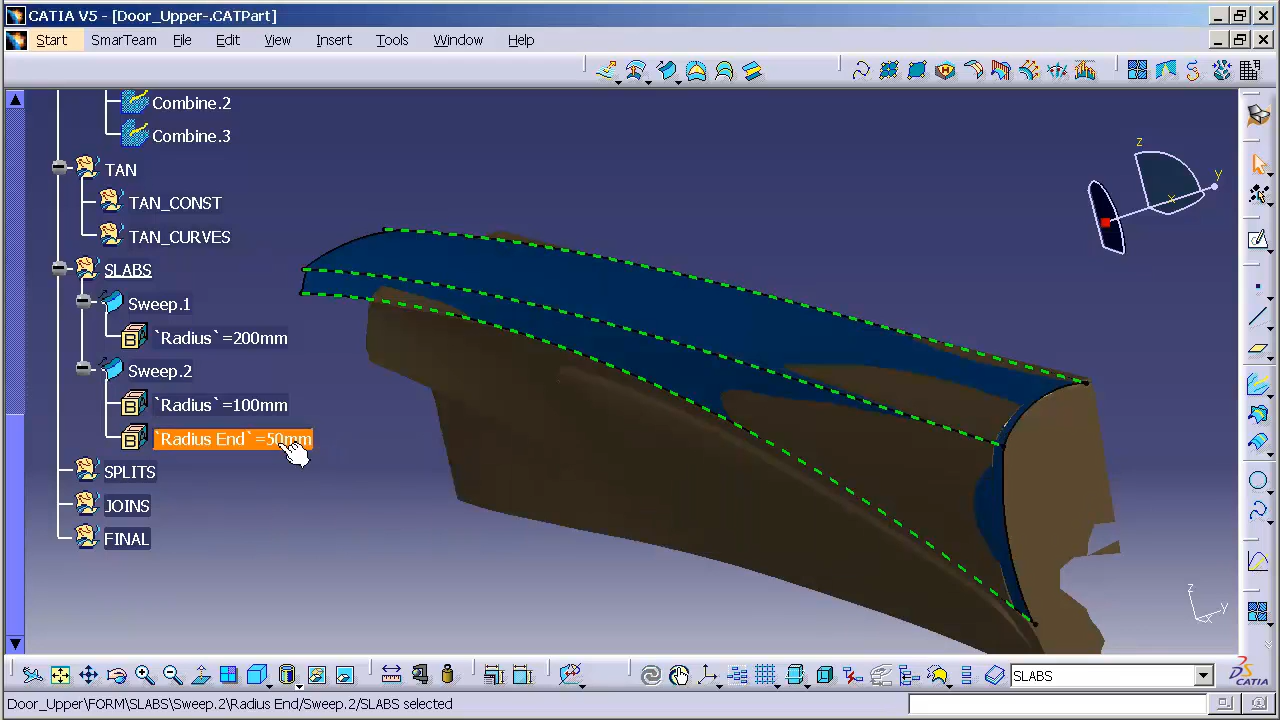 CATIA V5 - [Door_Upper-.CATPart]
Start SmarTeam Edit View Insert Tools Window Help
Combine.2
Combine.3
TAN
TAN_CONST
TAN_CURVES
SLABS
Sweep.1
`Radius`=200mm
Sweep.2
`Radius`=100mm
`Radius End`=50mm
SPLITS
JOINS
FINAL
z
y
x
z
y
x
SLABS
CATIA
Door_Upper\FORM\SLABS\Sweep.2\Radius End/Sweep.2/SLABS selected